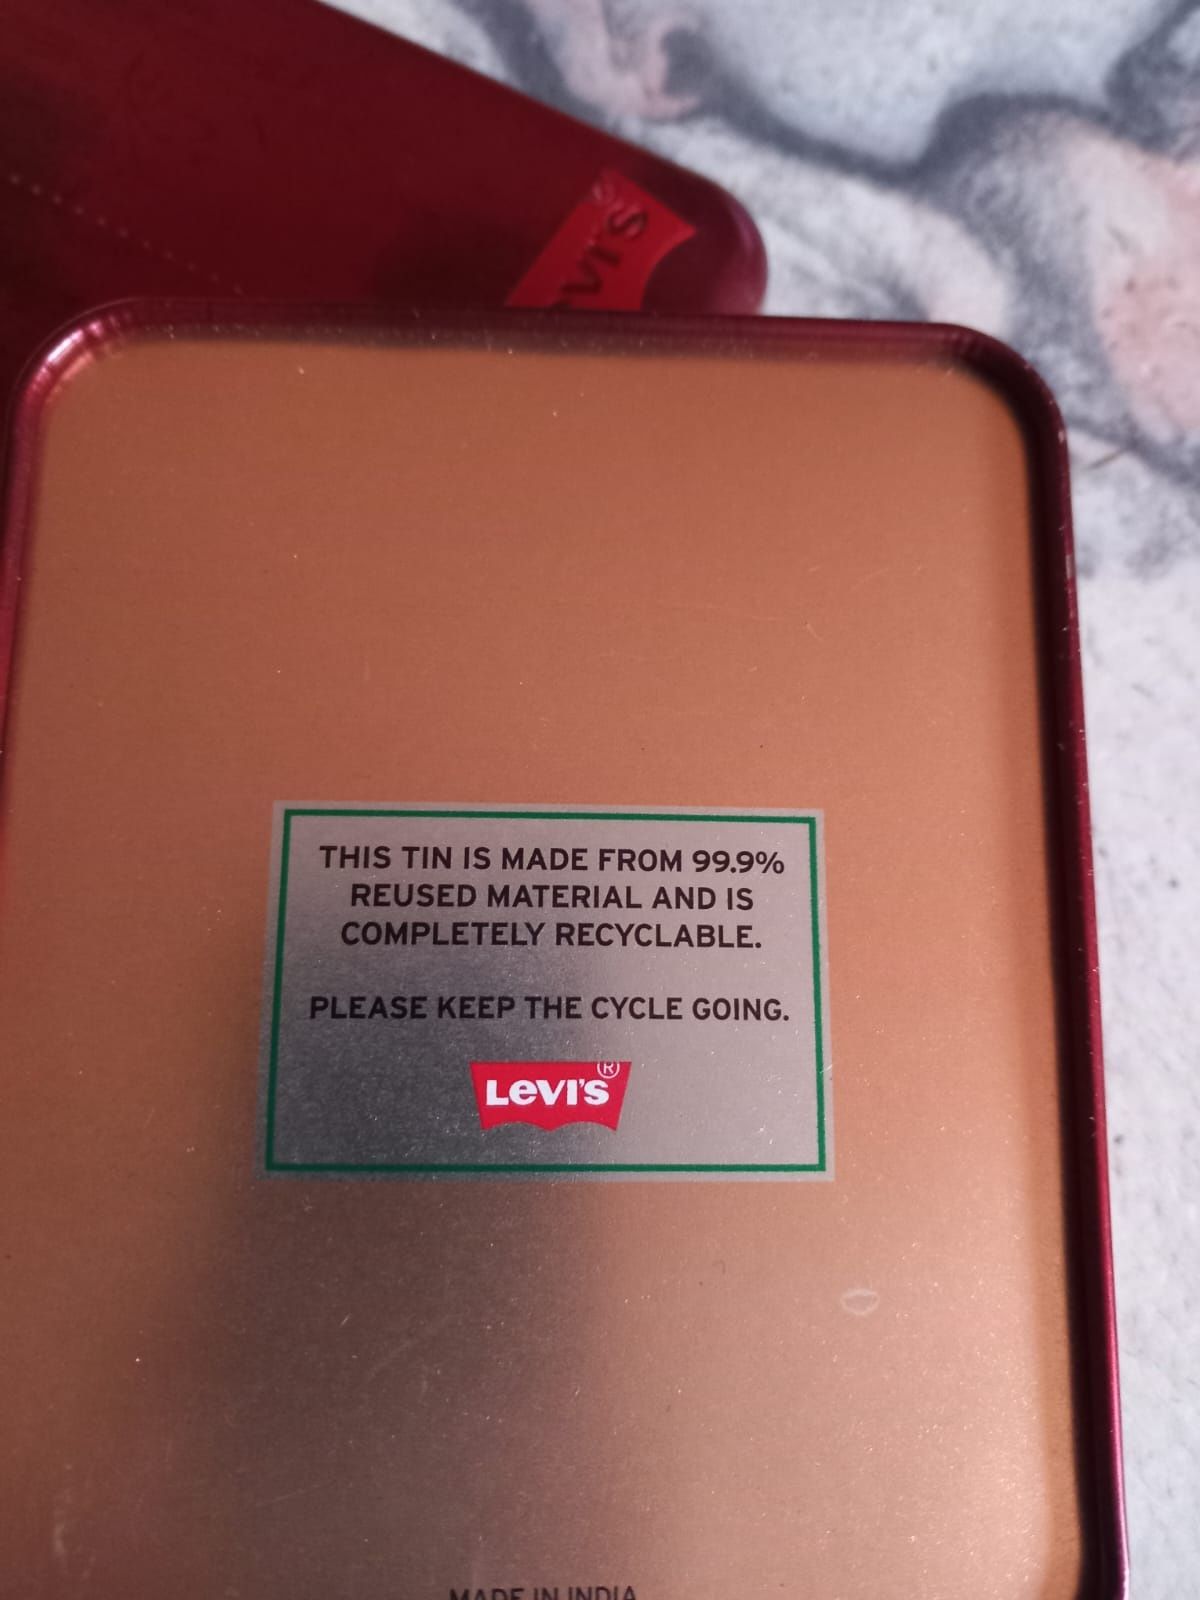 LEVI'S
®
THIS TIN IS MADE FROM 99.9%
REUSED MATERIAL AND IS
COMPLETELY RECYCLABLE.
PLEASE KEEP THE CYCLE GOING.
LEVI'S®
MADE IN INDIA